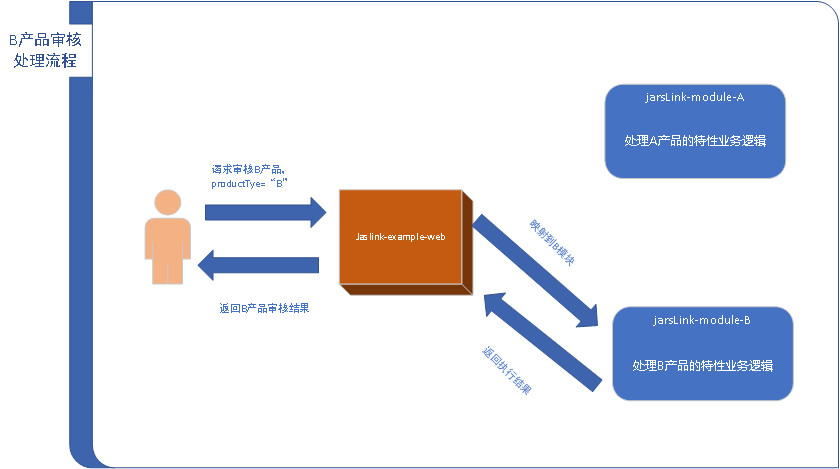 B产品审核
处理流程
jarsLink-module-A
处理A产品的特性业务逻辑
请求审核B产品,
productTye=“B”
Jaslink-example-web
映射到B模块
返回B产品审核结果
jarsLink-module-B
返回执行结果
处理B产品的特性业务逻辑